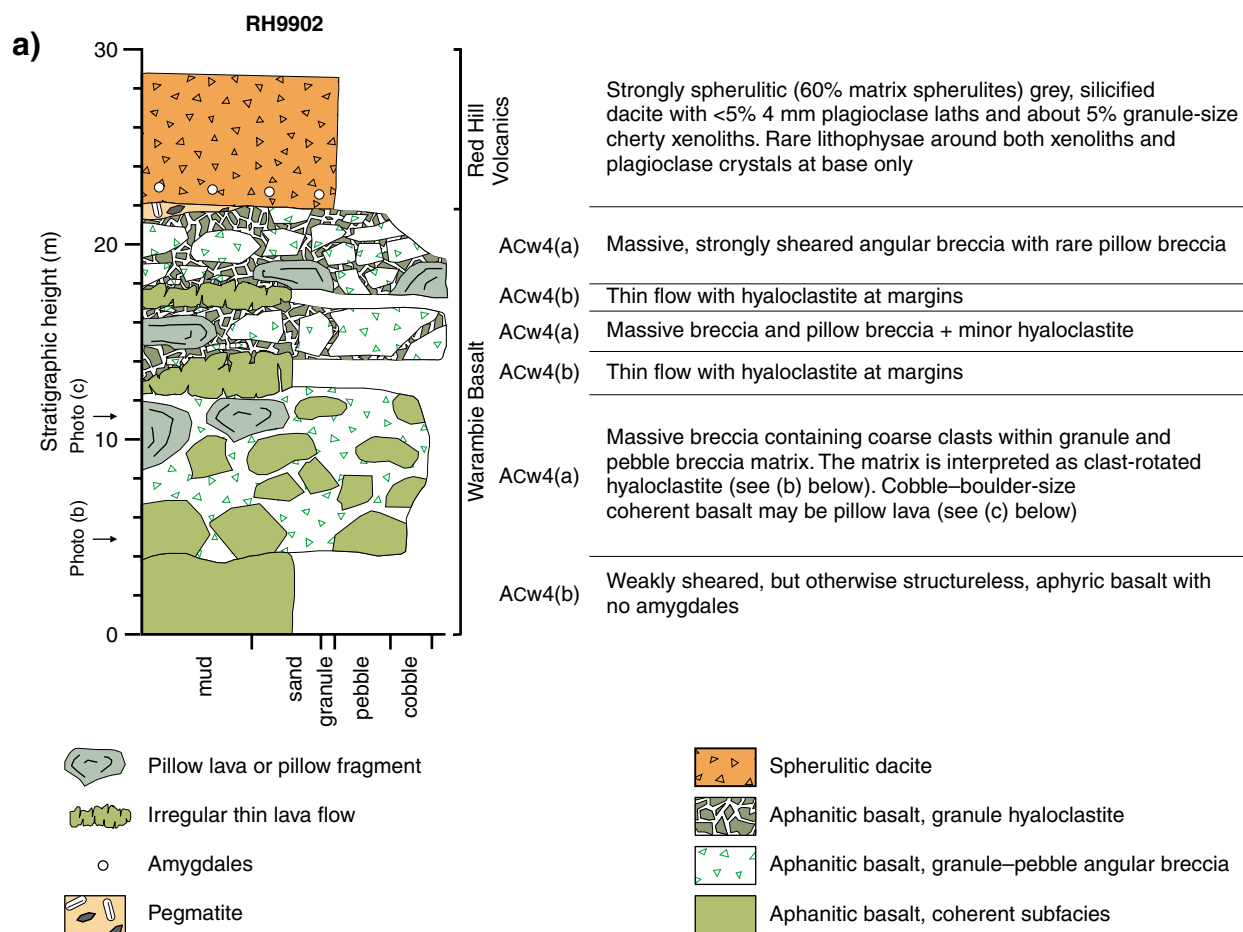 a)
RH9902
30
20
10
0
Stratigraphic height (m)
Photo (c)
Photo (b)
Red Hill
Volcanics
Warambie Basalt
Strongly spherulitic (60% matrix spherulites) grey, silicified
dacite with <5% 4 mm plagioclase laths and about 5% granule-size
cherty xenoliths. Rare lithophysae around both xenoliths and
plagioclase crystals at base only
ACw4(a) Massive, strongly sheared angular breccia with rare pillow breccia
ACw4(b) Thin flow with hyaloclastite at margins
ACw4(a) Massive breccia and pillow breccia + minor hyaloclastite
ACw4(b) Thin flow with hyaloclastite at margins
ACw4(a)
Massive breccia containing coarse clasts within granule and
pebble breccia matrix. The matrix is interpreted as clast-rotated
hyaloclastite (see (b) below). Cobble–boulder-size
coherent basalt may be pillow lava (see (c) below)
ACw4(b)
Weakly sheared, but otherwise structureless, aphyric basalt with
no amygdales
mud
sand
granule
pebble
cobble
Pillow lava or pillow fragment
Irregular thin lava flow
Amygdales
Pegmatite
Spherulitic dacite
Aphanitic basalt, granule hyaloclastite
Aphanitic basalt, granule–pebble angular breccia
Aphanitic basalt, coherent subfacies